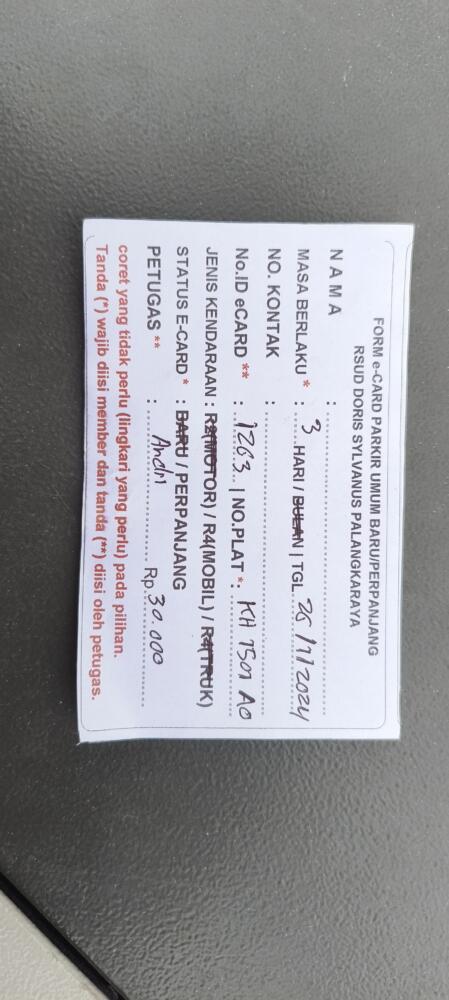 FORM e-CARD PARKIR UMUM BARU/PERPANJANG
RSUD DORIS SYLVANUS PALANGKARAYA
NAMA :
MASA BERLAKU * : 3 HARI / BULAN | TGL. 26/11/2024
NO. KONTAK :
No.ID eCARD ** : 1263 | NO.PLAT * : KH 1501 AO
JENIS KENDARAAN : R2(MOTOR) / R4(MOBIL) / R4(TRUK)
STATUS E-CARD * : BARU / PERPANJANG
PETUGAS ** : Andni Rp 30.000
coret yang tidak perlu (lingkari yang perlu) pada pilihan.
Tanda (*) wajib diisi member dan tanda (**) diisi oleh petugas.